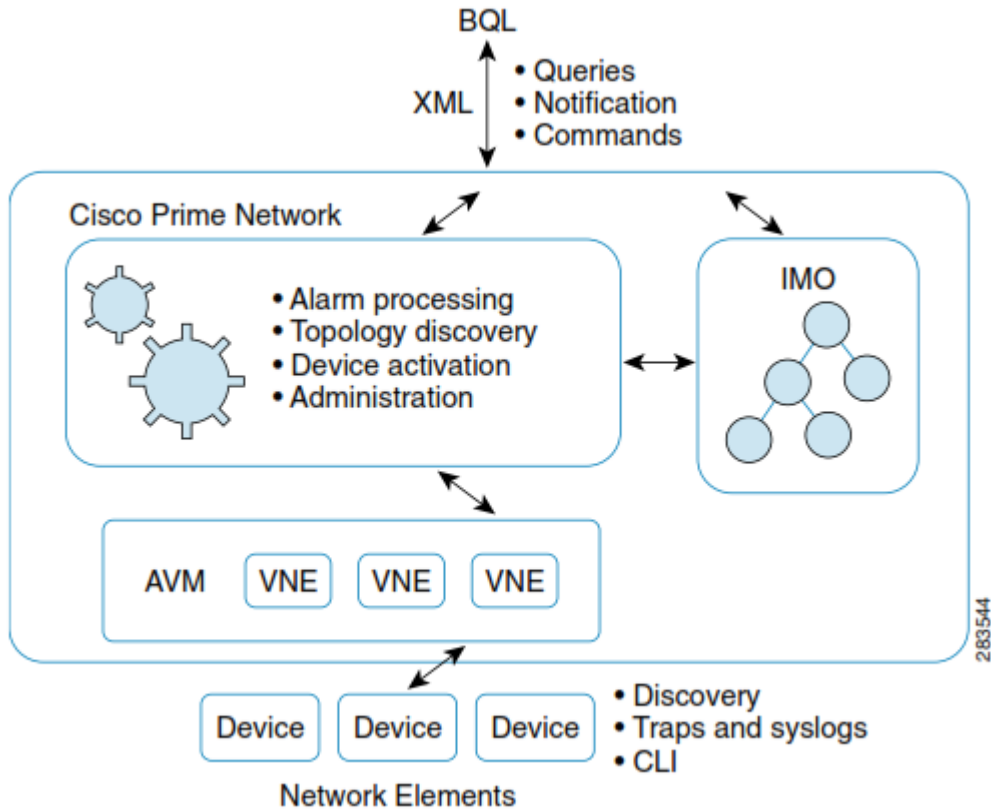 BQL
XML
• Queries
• Notification
• Commands
Cisco Prime Network
• Alarm processing
• Topology discovery
• Device activation
• Administration
IMO
AVM
VNE
VNE
VNE
283544
Device
Device
Device
• Discovery
• Traps and syslogs
• CLI
Network Elements